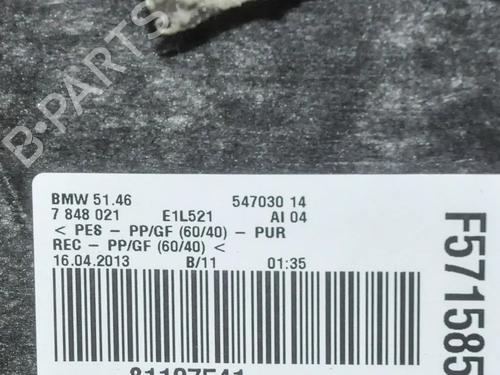 B-PARTS
BMW 51.46 547030 14
7 848 021 E1L521 AI 04
< PES - PP/GF (60/40) - PUR
REC - PP/GF (60/40) <
16.04.2013 B/11 01:35
F571585